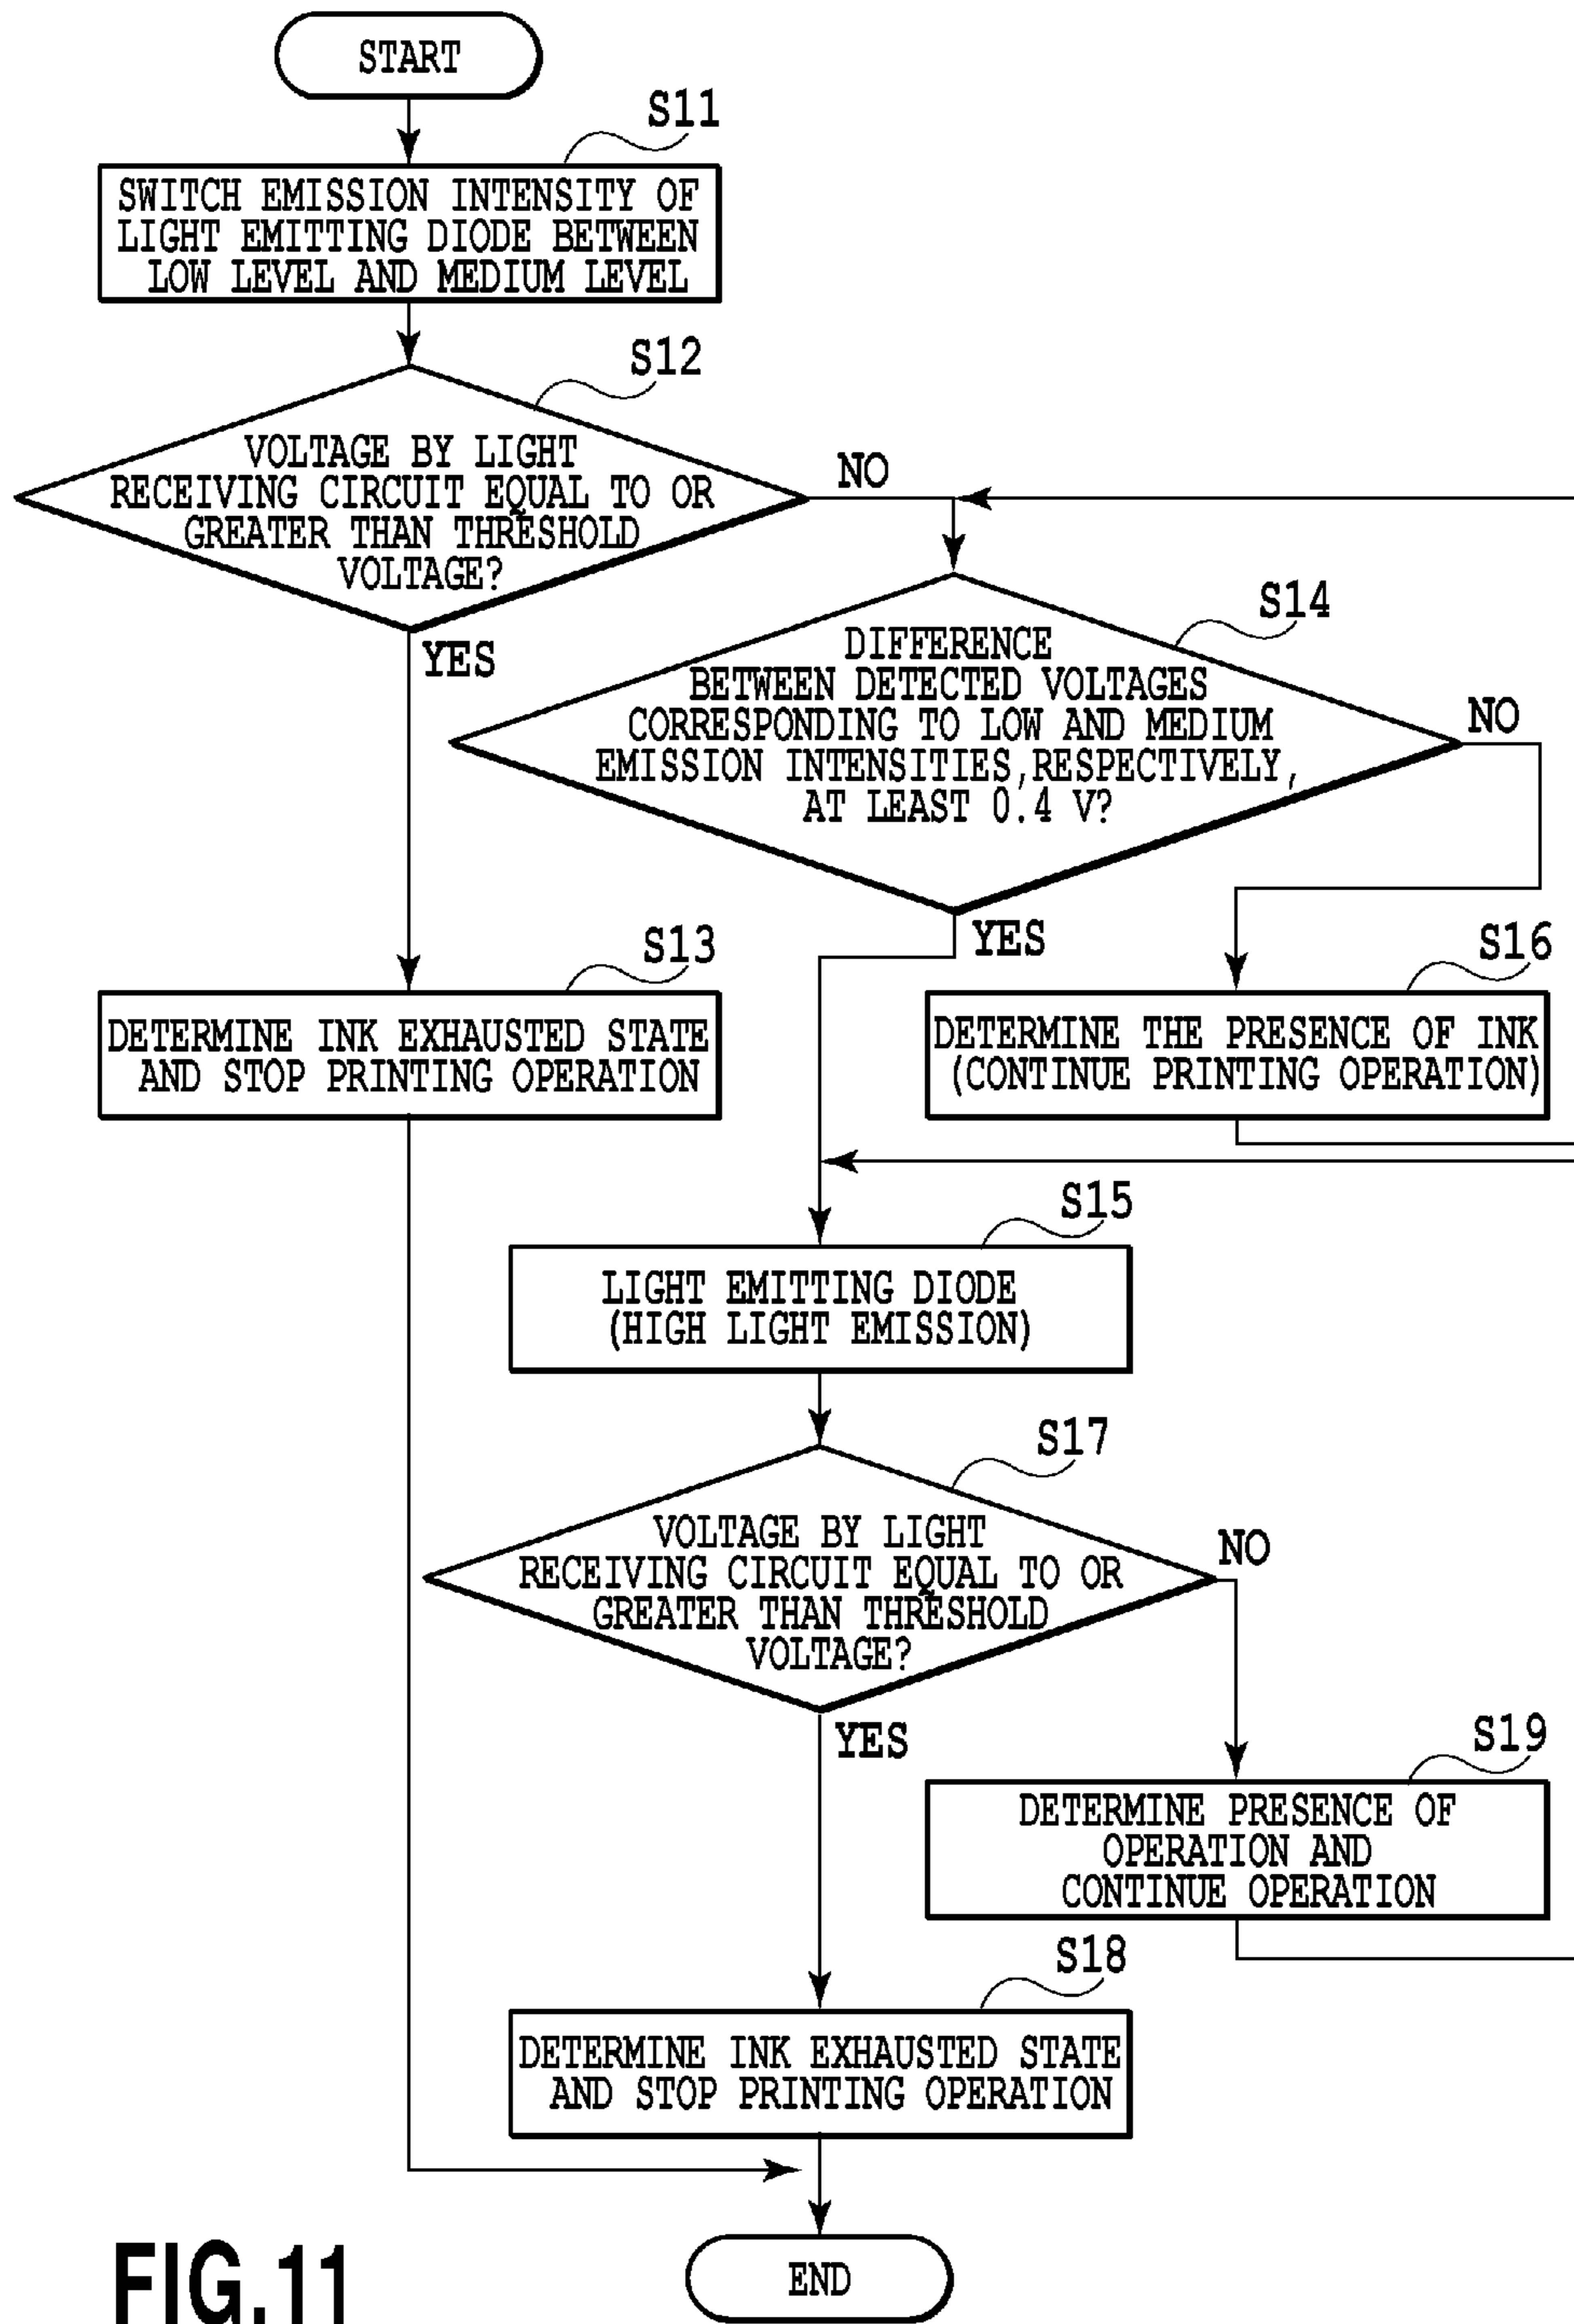 START
S11
SWITCH EMISSION INTENSITY OF
LIGHT EMITTING DIODE BETWEEN
LOW LEVEL AND MEDIUM LEVEL
S12
VOLTAGE BY LIGHT
RECEIVING CIRCUIT EQUAL TO OR
GREATER THAN THRESHOLD
VOLTAGE?
NO
YES
S14
DIFFERENCE
BETWEEN DETECTED VOLTAGES
CORRESPONDING TO LOW AND MEDIUM
EMISSION INTENSITIES,RESPECTIVELY,
AT LEAST 0.4 V?
NO
YES
S13
DETERMINE INK EXHAUSTED STATE
AND STOP PRINTING OPERATION
S16
DETERMINE THE PRESENCE OF INK
(CONTINUE PRINTING OPERATION)
S15
LIGHT EMITTING DIODE
(HIGH LIGHT EMISSION)
S17
VOLTAGE BY LIGHT
RECEIVING CIRCUIT EQUAL TO OR
GREATER THAN THRESHOLD
VOLTAGE?
NO
YES
S19
DETERMINE PRESENCE OF
OPERATION AND
CONTINUE OPERATION
S18
DETERMINE INK EXHAUSTED STATE
AND STOP PRINTING OPERATION
END
FIG.11